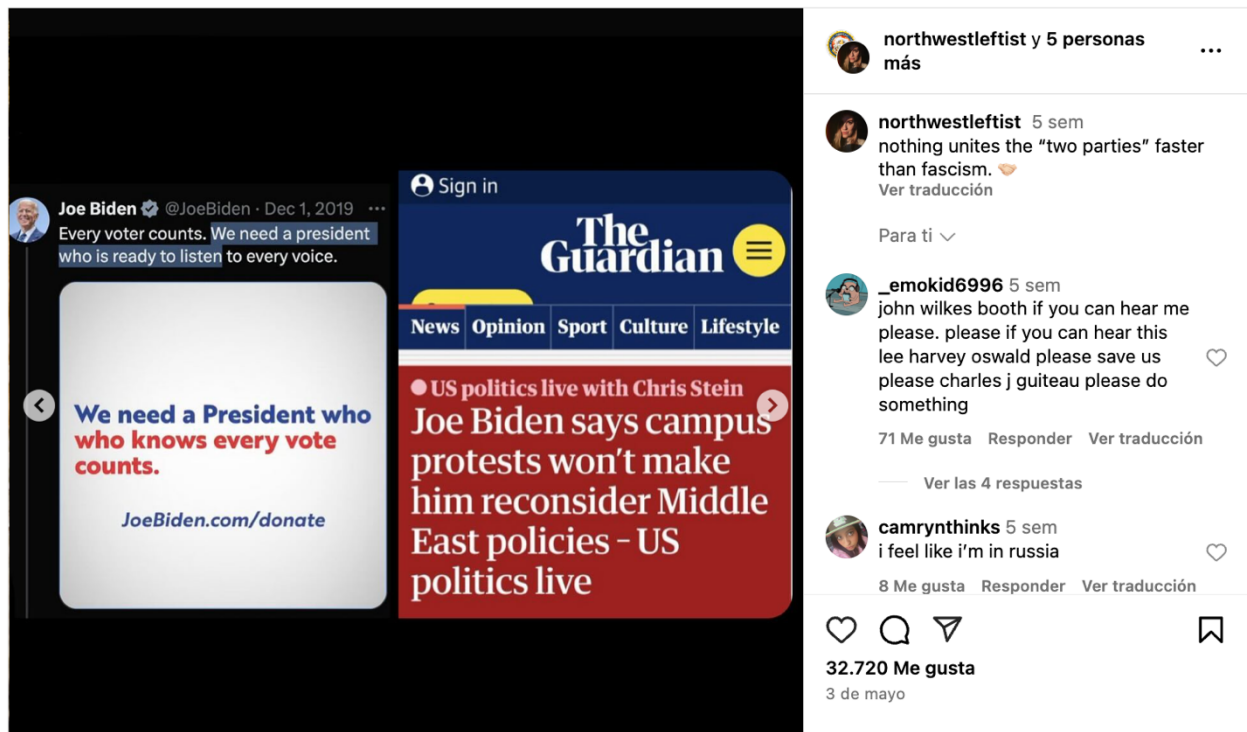 Joe Biden @JoeBiden · Dec 1, 2019 ···
Every voter counts. We need a president
who is ready to listen to every voice.
We need a President who
who knows every vote
counts.
JoeBiden.com/donate
Sign in
The
Guardian
News Opinion Sport Culture Lifestyle
US politics live with Chris Stein
Joe Biden says campus
protests won't make
him reconsider Middle
East policies – US
politics live
northwestleftist y 5 personas
más
northwestleftist 5 sem
nothing unites the “two parties” faster
than fascism.
Ver traducción
Para ti
_emokid6996 5 sem
john wilkes booth if you can hear me
please. please if you can hear this
lee harvey oswald please save us
please charles j guiteau please do
something
71 Me gusta Responder Ver traducción
Ver las 4 respuestas
camrynthinks 5 sem
i feel like i'm in russia
8 Me gusta Responder Ver traducción
32.720 Me gusta
3 de mayo